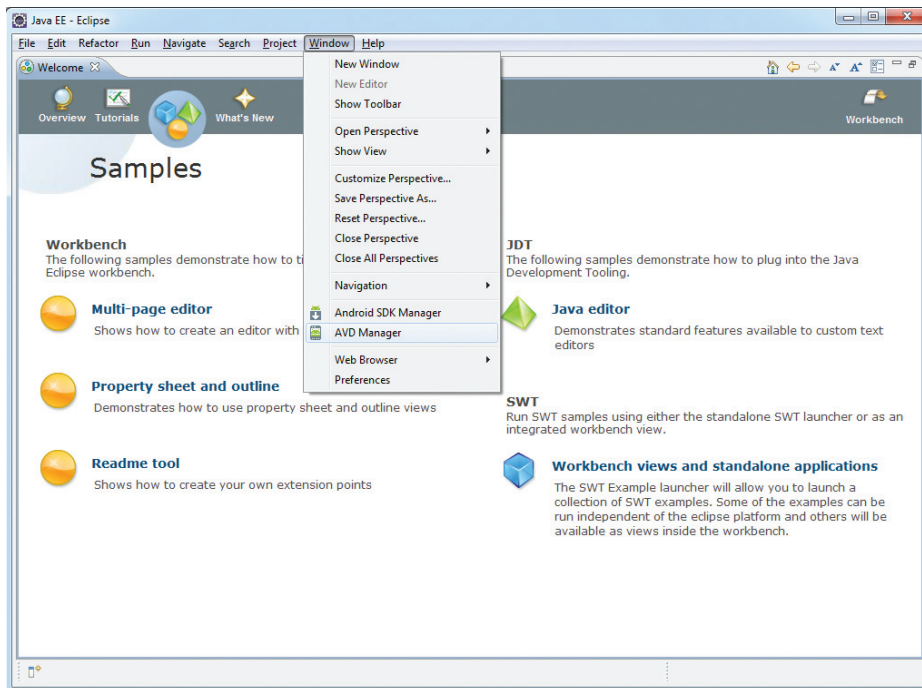 Java EE - Eclipse
File Edit Refactor Run Navigate Search Project Window Help
Welcome
Overview Tutorials What's New Workbench
New Window
New Editor
Show Toolbar
Open Perspective
Show View
Customize Perspective...
Save Perspective As...
Reset Perspective...
Close Perspective
Close All Perspectives
Navigation
Android SDK Manager
AVD Manager
Web Browser
Preferences
Samples
Workbench
The following samples demonstrate how to ti
Eclipse workbench.
Multi-page editor
Shows how to create an editor with
Property sheet and outline
Demonstrates how to use property sheet and outline views
Readme tool
Shows how to create your own extension points
JDT
The following samples demonstrate how to plug into the Java
Development Tooling.
Java editor
Demonstrates standard features available to custom text
editors
SWT
Run SWT samples using either the standalone SWT launcher or as an
integrated workbench view.
Workbench views and standalone applications
The SWT Example launcher will allow you to launch a
collection of SWT examples. Some of the examples can be
run independent of the eclipse platform and others will be
available as views inside the workbench.